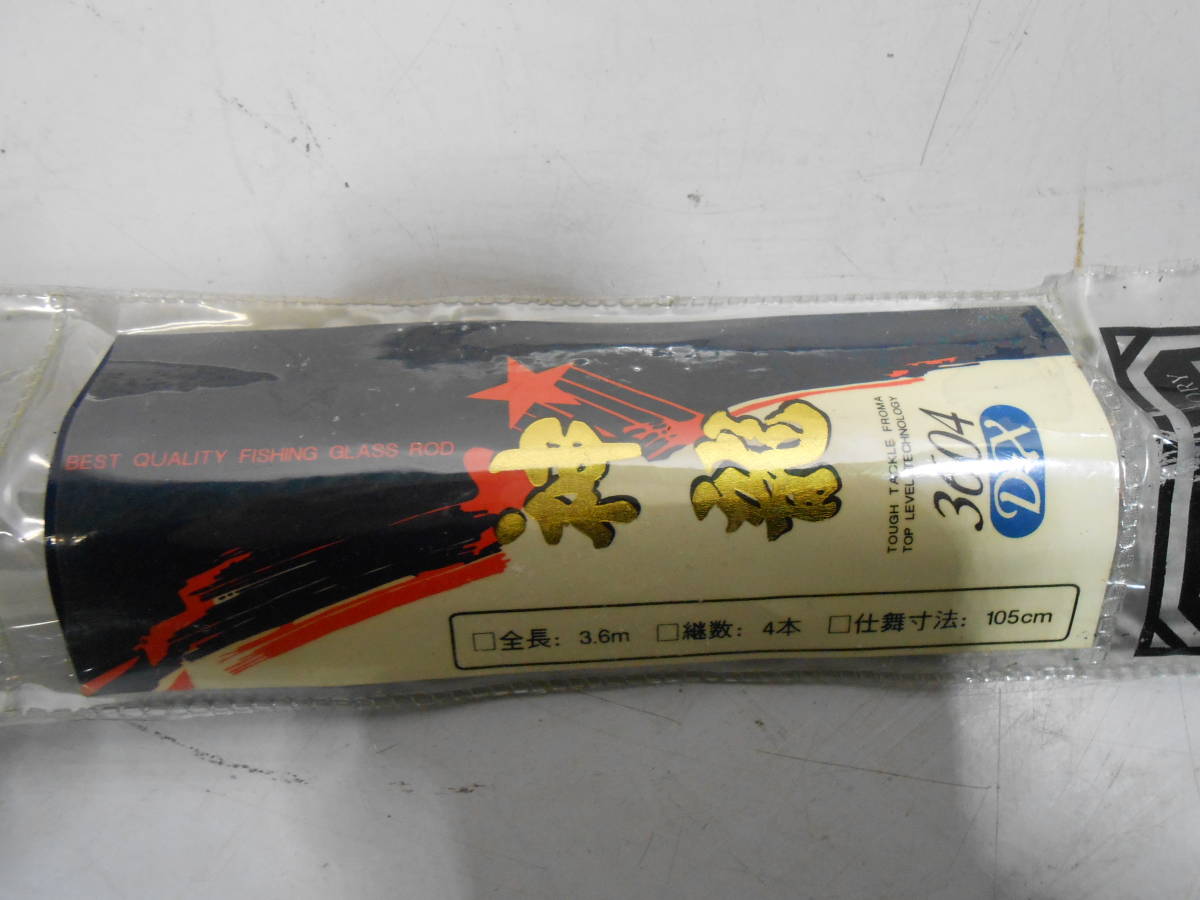 BEST QUALITY FISHING GLASS ROD
TOUGH TACKLE FROMA
TOP LEVEL TECHNOLOGY
3604
DX
□全長: 3.6m □継数: 4本 □仕舞寸法: 105cm